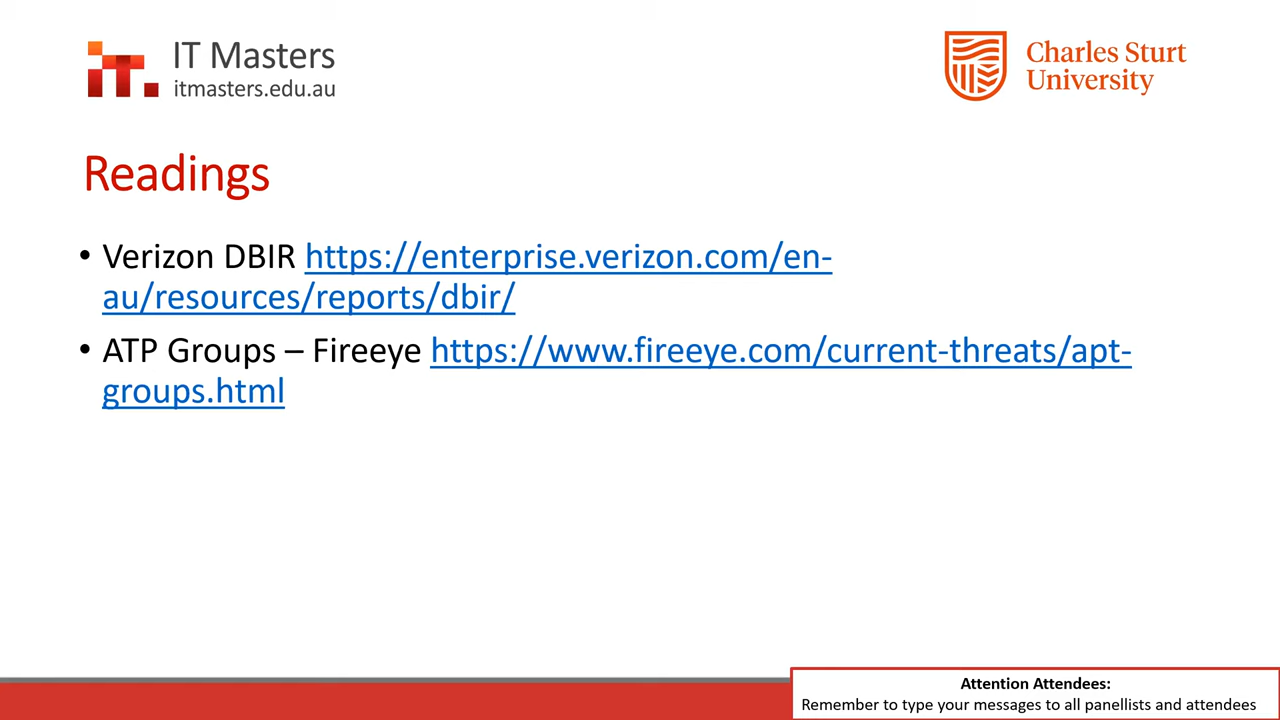 IT Masters
itmasters.edu.au
Charles Sturt
University
Readings
• Verizon DBIR https://enterprise.verizon.com/en-
au/resources/reports/dbir/
• ATP Groups – Fireeye https://www.fireeye.com/current-threats/apt-
groups.html
Attention Attendees:
Remember to type your messages to all panellists and attendees